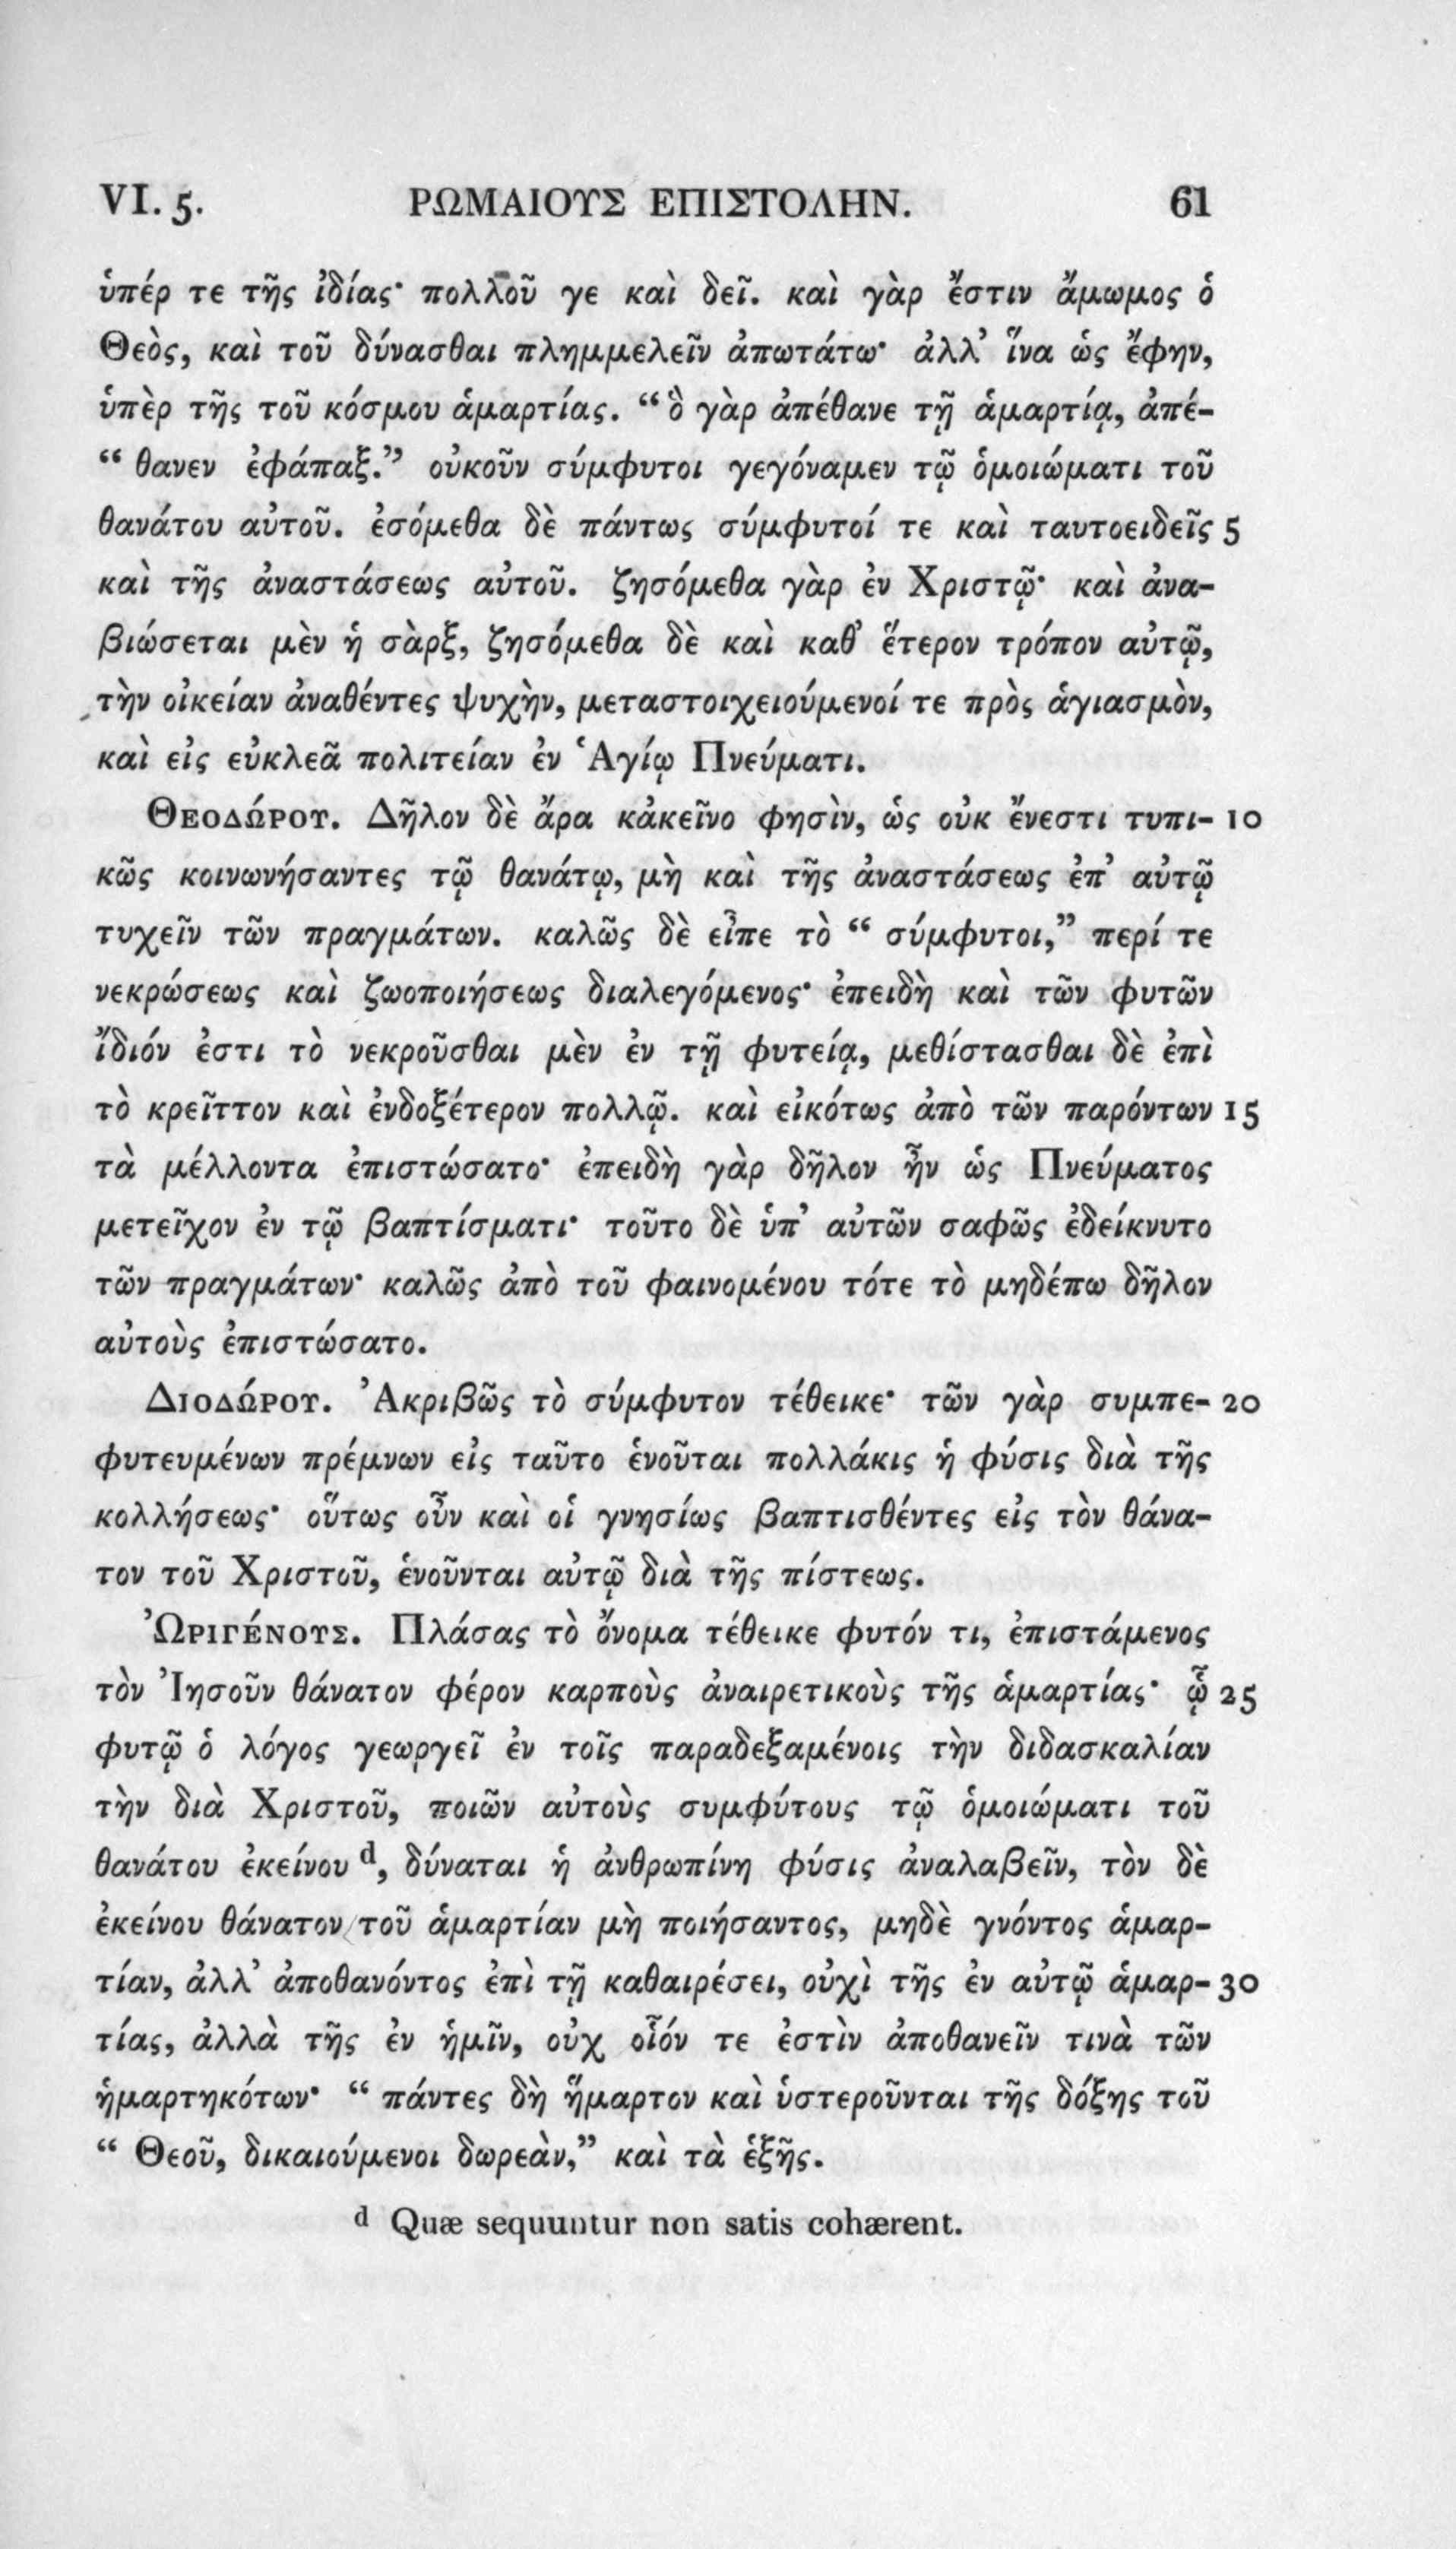 VI. 5. ΡΩΜΑΙΟΥΣ ΕΠΙΣΤΟΛΗΝ. 61
ὑπέρ τε τῆς ἰδίας· πολλοῦ γε καὶ δεῖ. καὶ γὰρ ἔστιν ἄμωμος ὁ
Θεὸς, καὶ τοῦ δύνασθαι πλημμελεῖν ἀπωτάτω· ἀλλ’ ἵνα ὡς ἔφην,
ὑπὲρ τῆς τοῦ κόσμου ἁμαρτίας. “ ὃ γὰρ ἀπέθανε τῇ ἁμαρτίᾳ, ἀπέ-
“ θανεν ἐφάπαξ.” οὐκοῦν σύμφυτοι γεγόναμεν τῷ ὁμοιώματι τοῦ
θανάτου αὐτοῦ. ἐσόμεθα δὲ πάντως σύμφυτοί τε καὶ ταυτοειδεῖς 5
καὶ τῆς ἀναστάσεως αὐτοῦ. ζησόμεθα γὰρ ἐν Χριστῷ· καὶ ἀνα-
βιώσεται μὲν ἡ σὰρξ, ζησόμεθα δὲ καὶ καθ’ ἕτερον τρόπον αὐτῷ,
τὴν οἰκείαν ἀναθέντες ψυχὴν, μεταστοιχειούμενοί τε πρὸς ἁγιασμὸν,
καὶ εἰς εὐκλεᾶ πολιτείαν ἐν Ἁγίῳ Πνεύματι.
ΘΕΟΔΏΡΟΥ. Δῆλον δὲ ἄρα κἀκεῖνο φησὶν, ὡς οὐκ ἔνεστι τυπι- 10
κῶς κοινωνήσαντες τῷ θανάτῳ, μὴ καὶ τῆς ἀναστάσεως ἐπ’ αὐτῷ
τυχεῖν τῶν πραγμάτων. καλῶς δὲ εἶπε τὸ “ σύμφυτοι,” περί τε
νεκρώσεως καὶ ζωοποιήσεως διαλεγόμενος· ἐπειδὴ καὶ τῶν φυτῶν
ἴδιόν ἐστι τὸ νεκροῦσθαι μὲν ἐν τῇ φυτείᾳ, μεθίστασθαι δὲ ἐπὶ
τὸ κρεῖττον καὶ ἐνδοξέτερον πολλῷ. καὶ εἰκότως ἀπὸ τῶν παρόντων 15
τὰ μέλλοντα ἐπιστώσατο· ἐπειδὴ γὰρ δῆλον ἦν ὡς Πνεύματος
μετεῖχον ἐν τῷ βαπτίσματι· τοῦτο δὲ ὑπ’ αὐτῶν σαφῶς ἐδείκνυτο
τῶν πραγμάτων· καλῶς ἀπὸ τοῦ φαινομένου τότε τὸ μηδέπω δῆλον
αὐτοὺς ἐπιστώσατο.
ΔΙΟΔΏΡΟΥ. Ἀκριβῶς τὸ σύμφυτον τέθεικε· τῶν γὰρ συμπε- 20
φυτευμένων πρέμνων εἰς ταῦτο ἑνοῦται πολλάκις ἡ φύσις διὰ τῆς
κολλήσεως· οὕτως οὖν καὶ οἱ γνησίως βαπτισθέντες εἰς τὸν θάνα-
τον τοῦ Χριστοῦ, ἑνοῦνται αὐτῷ διὰ τῆς πίστεως.
ὨΡΙΓΈΝΟΥΣ. Πλάσας τὸ ὄνομα τέθεικε φυτόν τι, ἐπιστάμενος
τὸν Ἰησοῦν θάνατον φέρον καρποὺς ἀναιρετικοὺς τῆς ἁμαρτίας· ᾧ 25
φυτῷ ὁ λόγος γεωργεῖ ἐν τοῖς παραδεξαμένοις τὴν διδασκαλίαν
τὴν διὰ Χριστοῦ, ποιῶν αὐτοὺς συμφύτους τῷ ὁμοιώματι τοῦ
θανάτου ἐκείνου d, δύναται ἡ ἀνθρωπίνη φύσις ἀναλαβεῖν, τὸν δὲ
ἐκείνου θάνατον τοῦ ἁμαρτίαν μὴ ποιήσαντος, μηδὲ γνόντος ἁμαρ-
τίαν, ἀλλ’ ἀποθανόντος ἐπὶ τῇ καθαιρέσει, οὐχὶ τῆς ἐν αὐτῷ ἁμαρ- 30
τίας, ἀλλὰ τῆς ἐν ἡμῖν, οὐχ οἷόν τε ἐστὶν ἀποθανεῖν τινὰ τῶν
ἡμαρτηκότων· “ πάντες δὴ ἥμαρτον καὶ ὑστεροῦνται τῆς δόξης τοῦ
“ Θεοῦ, δικαιούμενοι δωρεὰν,” καὶ τὰ ἑξῆς.
d Quæ sequuntur non satis cohærent.